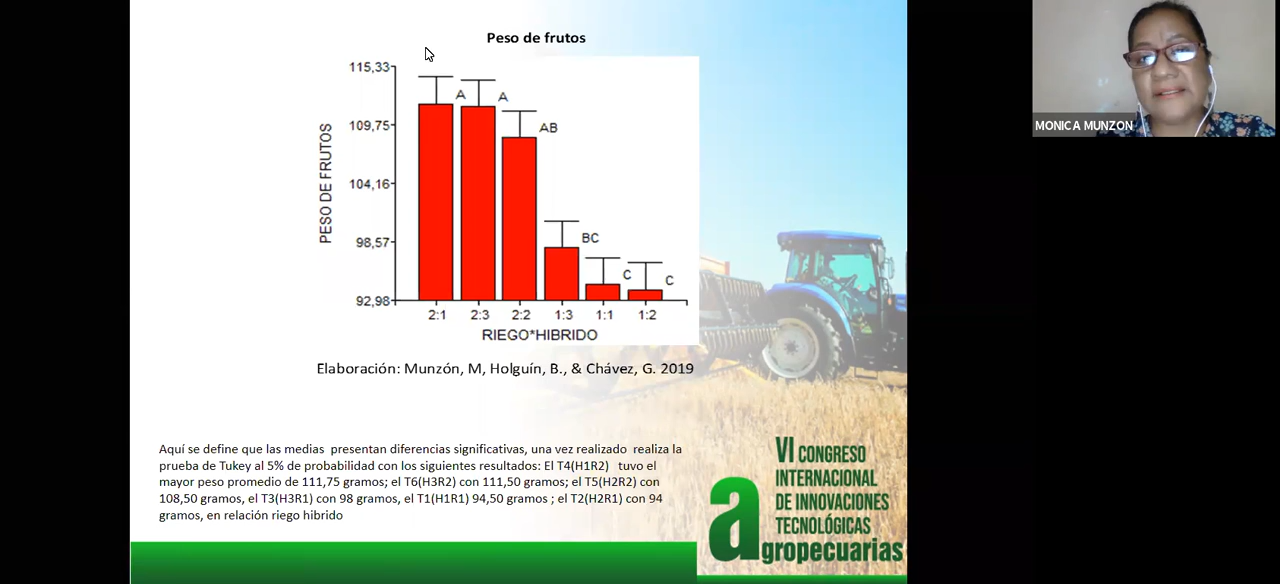 Peso de frutos
115,33
109,75
104,16
98,57
92,98
PESO DE FRUTOS
A
A
AB
BC
C
C
2:1 2:3 2:2 1:3 1:1 1:2
RIEGO*HIBRIDO
Elaboración: Munzón, M, Holguín, B., & Chávez, G. 2019
Aquí se define que las medias presentan diferencias significativas, una vez realizado realiza la
prueba de Tukey al 5% de probabilidad con los siguientes resultados: El T4(H1R2) tuvo el
mayor peso promedio de 111,75 gramos; el T6(H3R2) con 111,50 gramos; el T5(H2R2) con
108,50 gramos, el T3(H3R1) con 98 gramos, el T1(H1R1) 94,50 gramos ; el T2(H2R1) con 94
gramos, en relación riego hibrido
VI CONGRESO
INTERNACIONAL
DE INNOVACIONES
TECNOLÓGICAS
agropecuarias
MONICA MUNZON